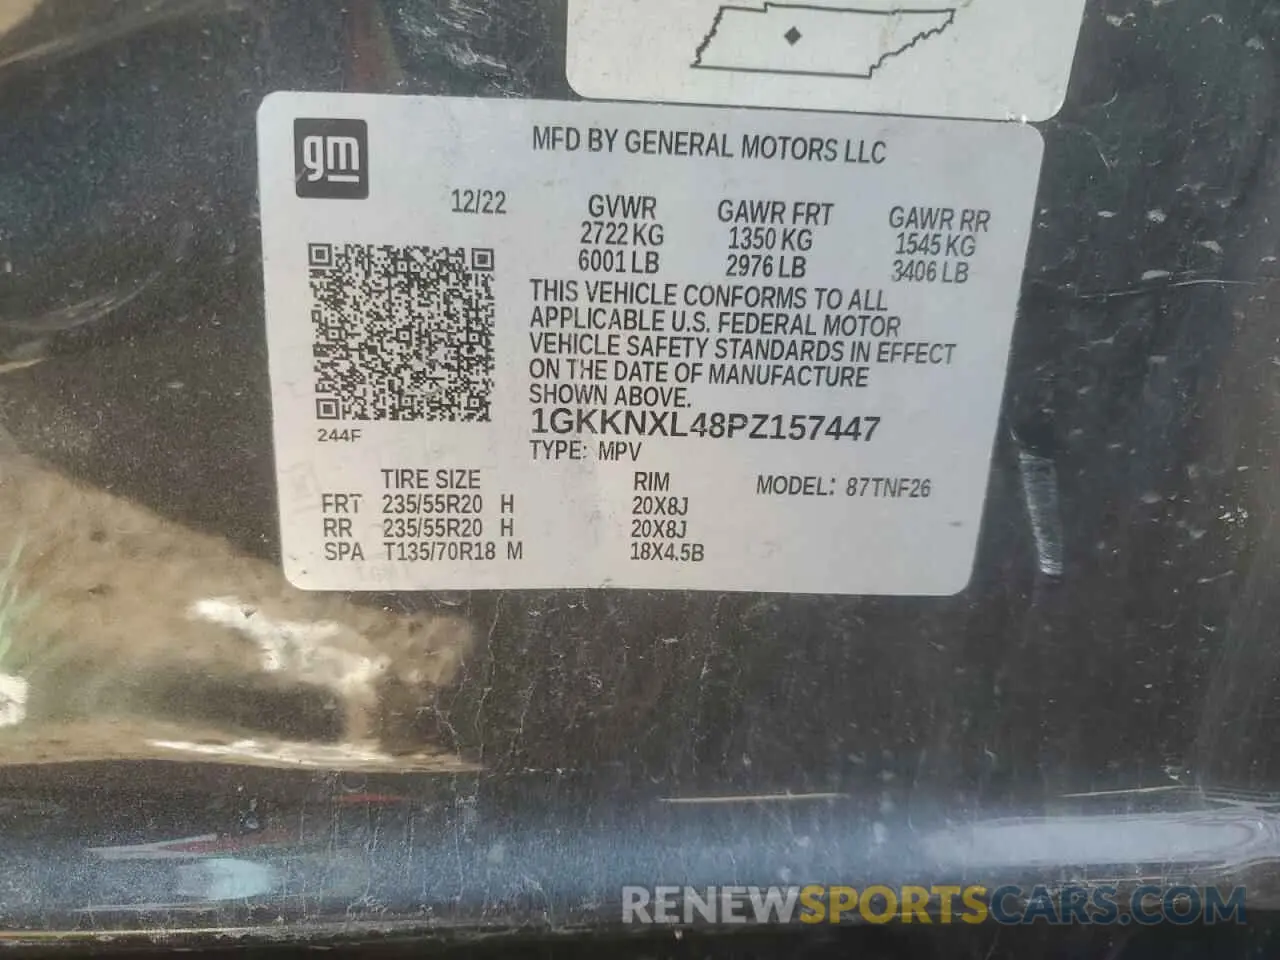 gm
MFD BY GENERAL MOTORS LLC
12/22 GVWR GAWR FRT GAWR RR
2722 KG 1350 KG 1545 KG
6001 LB 2976 LB 3406 LB
THIS VEHICLE CONFORMS TO ALL
APPLICABLE U.S. FEDERAL MOTOR
VEHICLE SAFETY STANDARDS IN EFFECT
ON THE DATE OF MANUFACTURE
SHOWN ABOVE.
1GKKNXL48PZ157447
244F
TYPE: MPV
TIRE SIZE RIM MODEL: 87TNF26
FRT 235/55R20 H 20X8J
RR 235/55R20 H 20X8J
SPA T135/70R18 M 18X4.5B
RENEWSPORTSCARS.COM